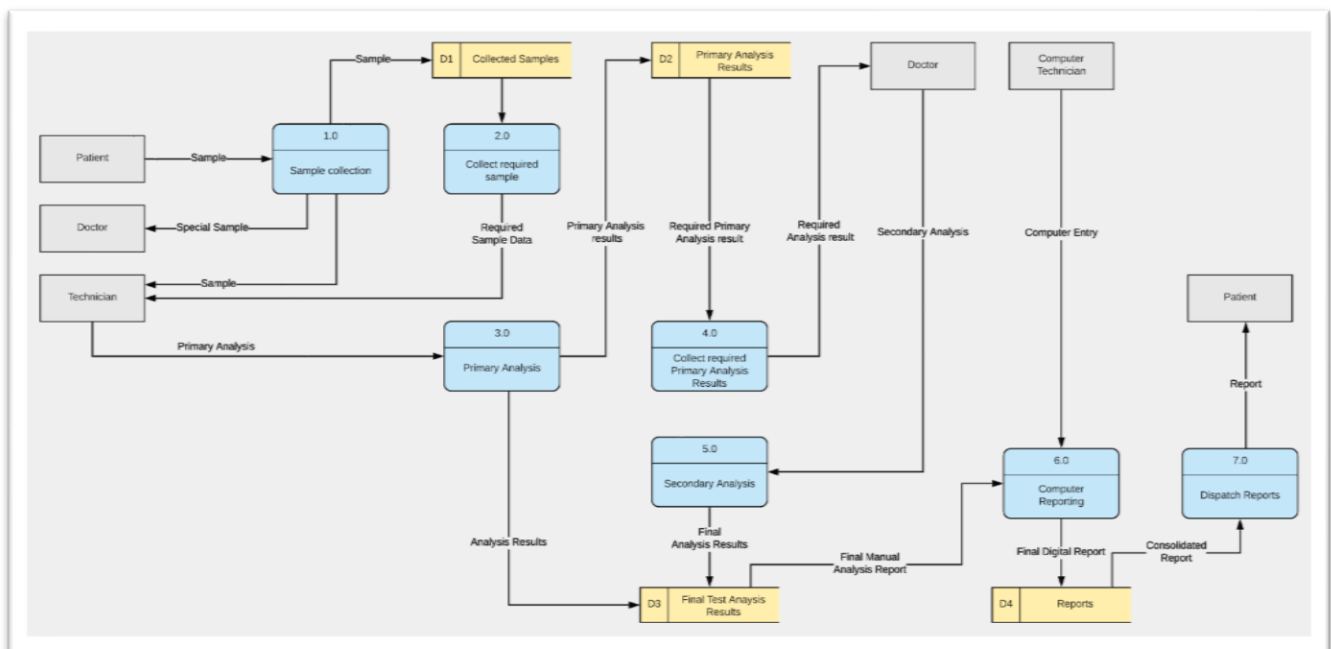 Sample
D1
Collected Samples
D2
Primary Analysis
Results
Doctor
Computer
Technician
1.0
Sample collection
2.0
Collect required
sample
Patient
Sample
Doctor
Special Sample
Required
Sample Data
Primary Analysis
results
Required Primary
Analysis result
Required
Analysis result
Secondary Analysis
Computer Entry
Technician
Sample
Patient
Primary Analysis
3.0
Primary Analysis
4.0
Collect required
Primary Analysis
Results
Report
5.0
Secondary Analysis
6.0
Computer
Reporting
7.0
Dispatch Reports
Analysis Results
Final
Analysis Results
Final Manual
Analysis Report
Final Digital Report
Consolidated
Report
D3
Final Test Anaysis
Results
D4
Reports